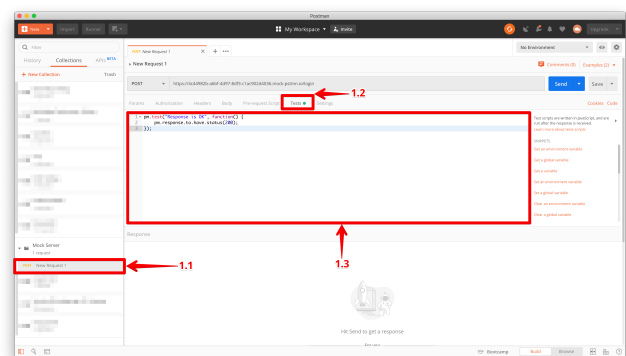 Postman
New
Import
Runner
My Workspace
Invite
Upgrade
Filter
History
Collections
APIs BETA
+ New Collection
Trash
POST New Request 1
No Environment
New Request 1
Comments (0)
Examples (2)
POST
Send
Save
Params
Authorization
Headers
Body
Pre-request Script
Tests
Settings
Cookies
Code
1.2
1 pm.test("Response is OK", function() {
2 pm.response.to.have.status(200);
3 });
Test scripts are written in JavaScript, and are
run after the response is received.
Learn more about tests scripts
SNIPPETS
Get an environment variable
Get a global variable
Get a variable
Set an environment variable
Set a global variable
Clear an environment variable
Clear a global variable
Response
Mock Server
1 request
POST New Request 1
1.1
1.3
Hit Send to get a response
Bootcamp
Build
Browse